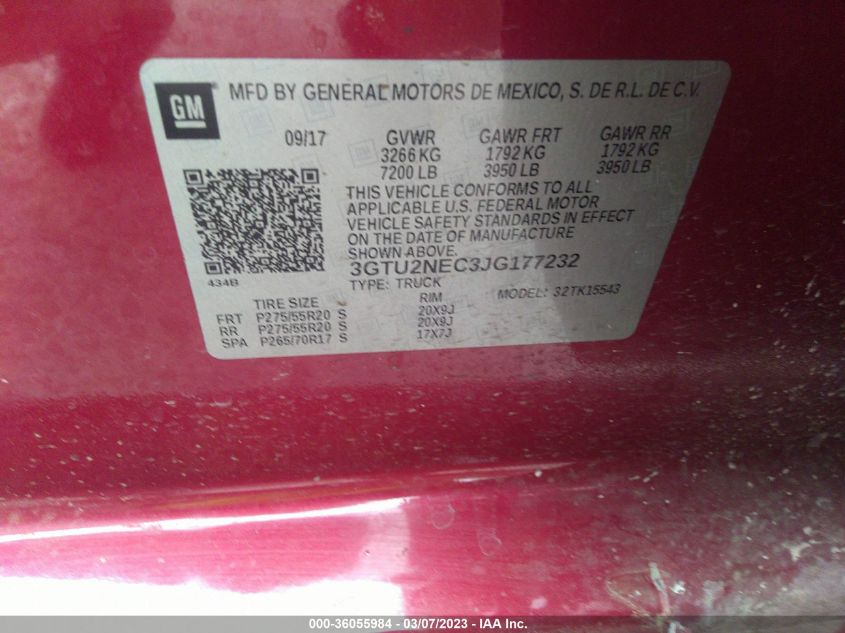 GM
MFD BY GENERAL MOTORS DE MEXICO, S. DE R.L. DE C.V.
09/17 GVWR GAWR FRT GAWR RR
3266 KG 1792 KG 1792 KG
7200 LB 3950 LB 3950 LB
THIS VEHICLE CONFORMS TO ALL
APPLICABLE U.S. FEDERAL MOTOR
VEHICLE SAFETY STANDARDS IN EFFECT
ON THE DATE OF MANUFACTURE
SHOWN ABOVE.
434B
3GTU2NEC3JG177232
TYPE: TRUCK MODEL: 32TK15543
TIRE SIZE RIM
FRT P275/55R20 S 20X9J
RR P275/55R20 S 20X9J
SPA P265/70R17 S 17X7J
000-36055984 - 03/07/2023 - IAA Inc.